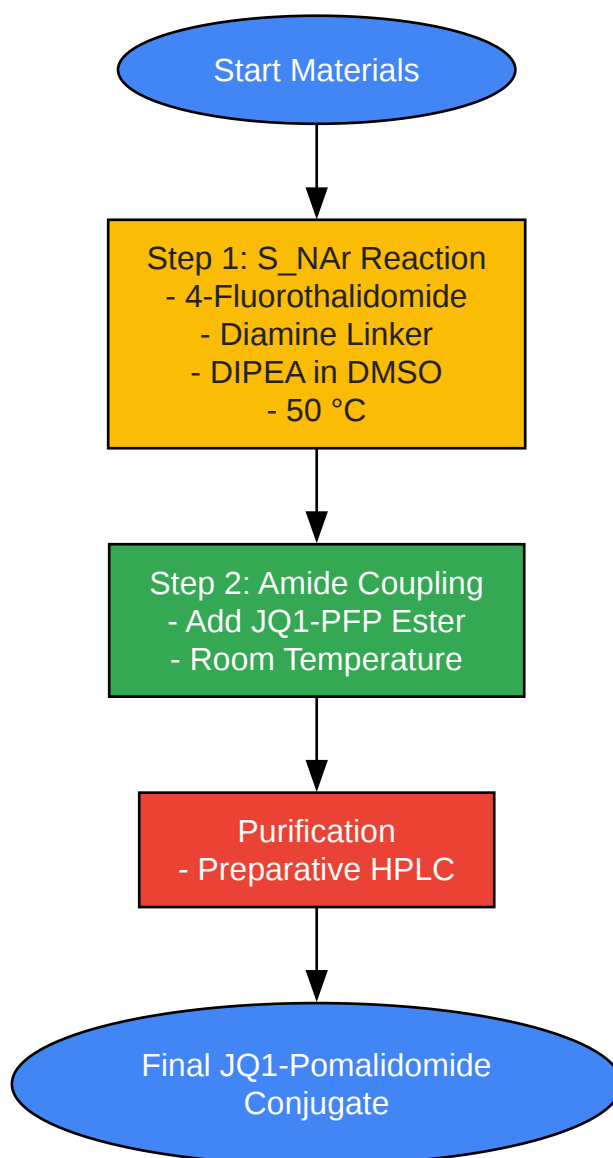 Start Materials
Step 1: S_NAr Reaction
- 4-Fluorothalidomide
- Diamine Linker
- DIPEA in DMSO
- 50 °C
Step 2: Amide Coupling
- Add JQ1-PFP Ester
- Room Temperature
Purification
- Preparative HPLC
Final JQ1-Pomalidomide
Conjugate